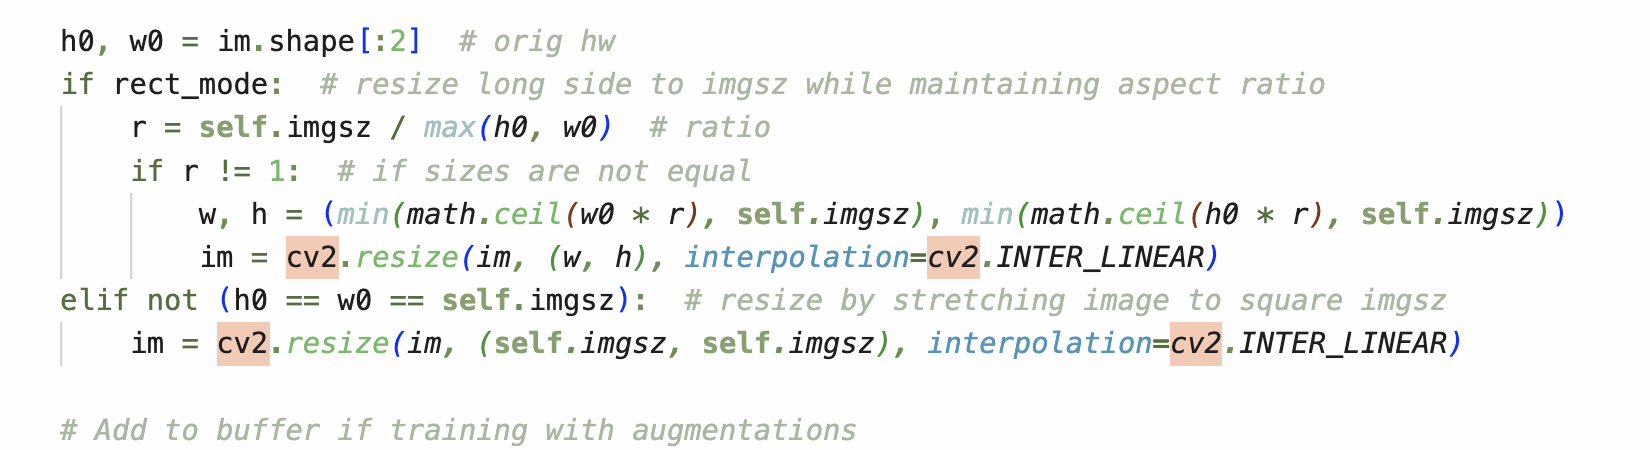 h0, w0 = im.shape[:2]  # orig hw
if rect_mode:  # resize long side to imgsz while maintaining aspect ratio
    r = self.imgsz / max(h0, w0)  # ratio
    if r != 1:  # if sizes are not equal
        w, h = (min(math.ceil(w0 * r), self.imgsz), min(math.ceil(h0 * r), self.imgsz))
        im = cv2.resize(im, (w, h), interpolation=cv2.INTER_LINEAR)
elif not (h0 == w0 == self.imgsz):  # resize by stretching image to square imgsz
    im = cv2.resize(im, (self.imgsz, self.imgsz), interpolation=cv2.INTER_LINEAR)

# Add to buffer if training with augmentations